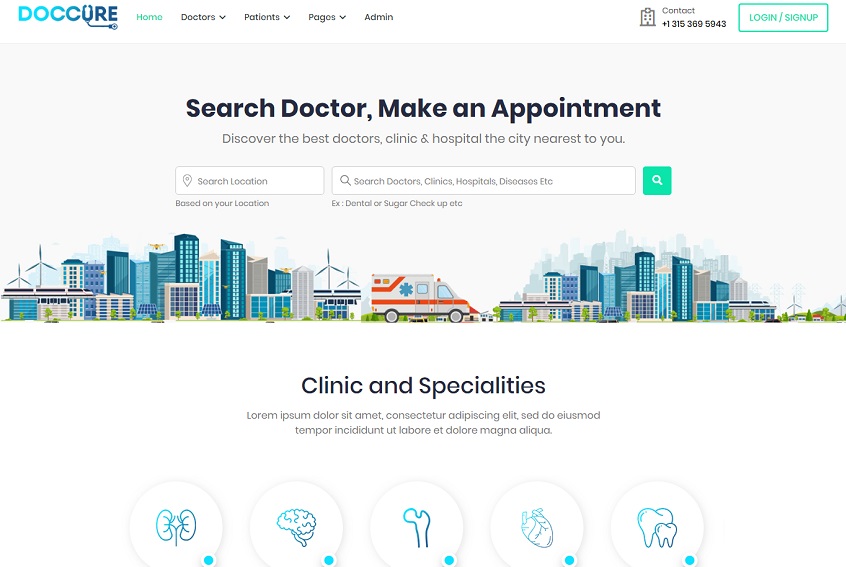 DOCCURE
Home
Doctors
Patients
Pages
Admin
Contact
+1 315 369 5943
LOGIN / SIGNUP
Search Doctor, Make an Appointment
Discover the best doctors, clinic & hospital the city nearest to you.
Search Location
Search Doctors, Clinics, Hospitals, Diseases Etc
Based on your Location
Ex : Dental or Sugar Check up etc
Clinic and Specialities
Lorem ipsum dolor sit amet, consectetur adipiscing elit, sed do eiusmod
tempor incididunt ut labore et dolore magna aliqua.